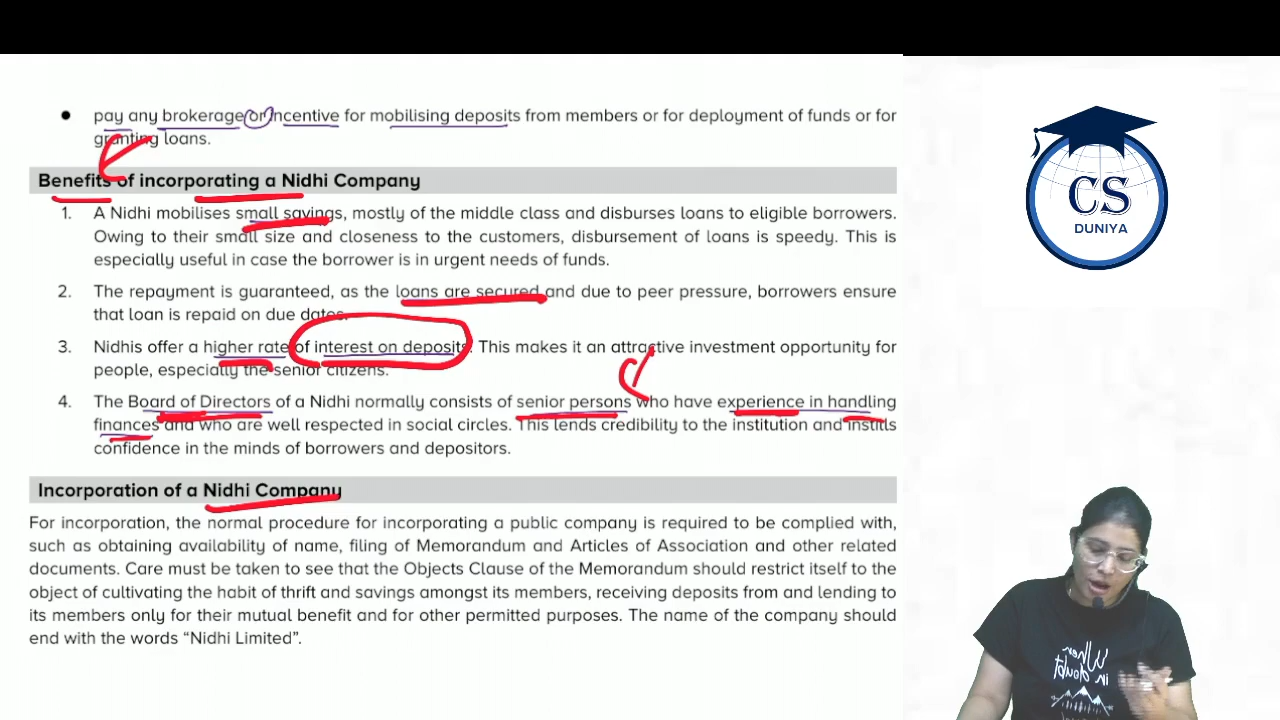 ● pay any brokerage or incentive for mobilising deposits from members or for deployment of funds or for
granting loans.
Benefits of incorporating a Nidhi Company
1. A Nidhi mobilises small savings, mostly of the middle class and disburses loans to eligible borrowers.
Owing to their small size and closeness to the customers, disbursement of loans is speedy. This is
especially useful in case the borrower is in urgent needs of funds.
2. The repayment is guaranteed, as the loans are secured and due to peer pressure, borrowers ensure
that loan is repaid on due dates.
3. Nidhis offer a higher rate of interest on deposits. This makes it an attractive investment opportunity for
people, especially the senior citizens.
4. The Board of Directors of a Nidhi normally consists of senior persons who have experience in handling
finances and who are well respected in social circles. This lends credibility to the institution and instils
confidence in the minds of borrowers and depositors.
Incorporation of a Nidhi Company
For incorporation, the normal procedure for incorporating a public company is required to be complied with,
such as obtaining availability of name, filing of Memorandum and Articles of Association and other related
documents. Care must be taken to see that the Objects Clause of the Memorandum should restrict itself to the
object of cultivating the habit of thrift and savings amongst its members, receiving deposits from and lending to
its members only for their mutual benefit and for other permitted purposes. The name of the company should
end with the words “Nidhi Limited”.
CS
DUNIYA
When
in doubt